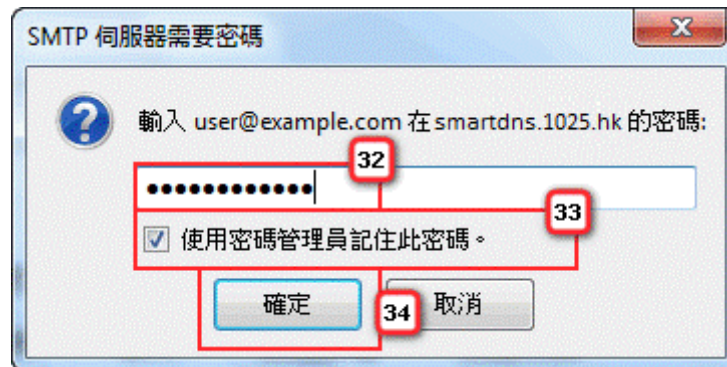 SMTP 伺服器需要密碼
輸入 user@example.com 在 smartdns.1025.hk 的密碼:
32
●●●●●●●●●●●●
33
使用密碼管理員記住此密碼。
確定
34
取消